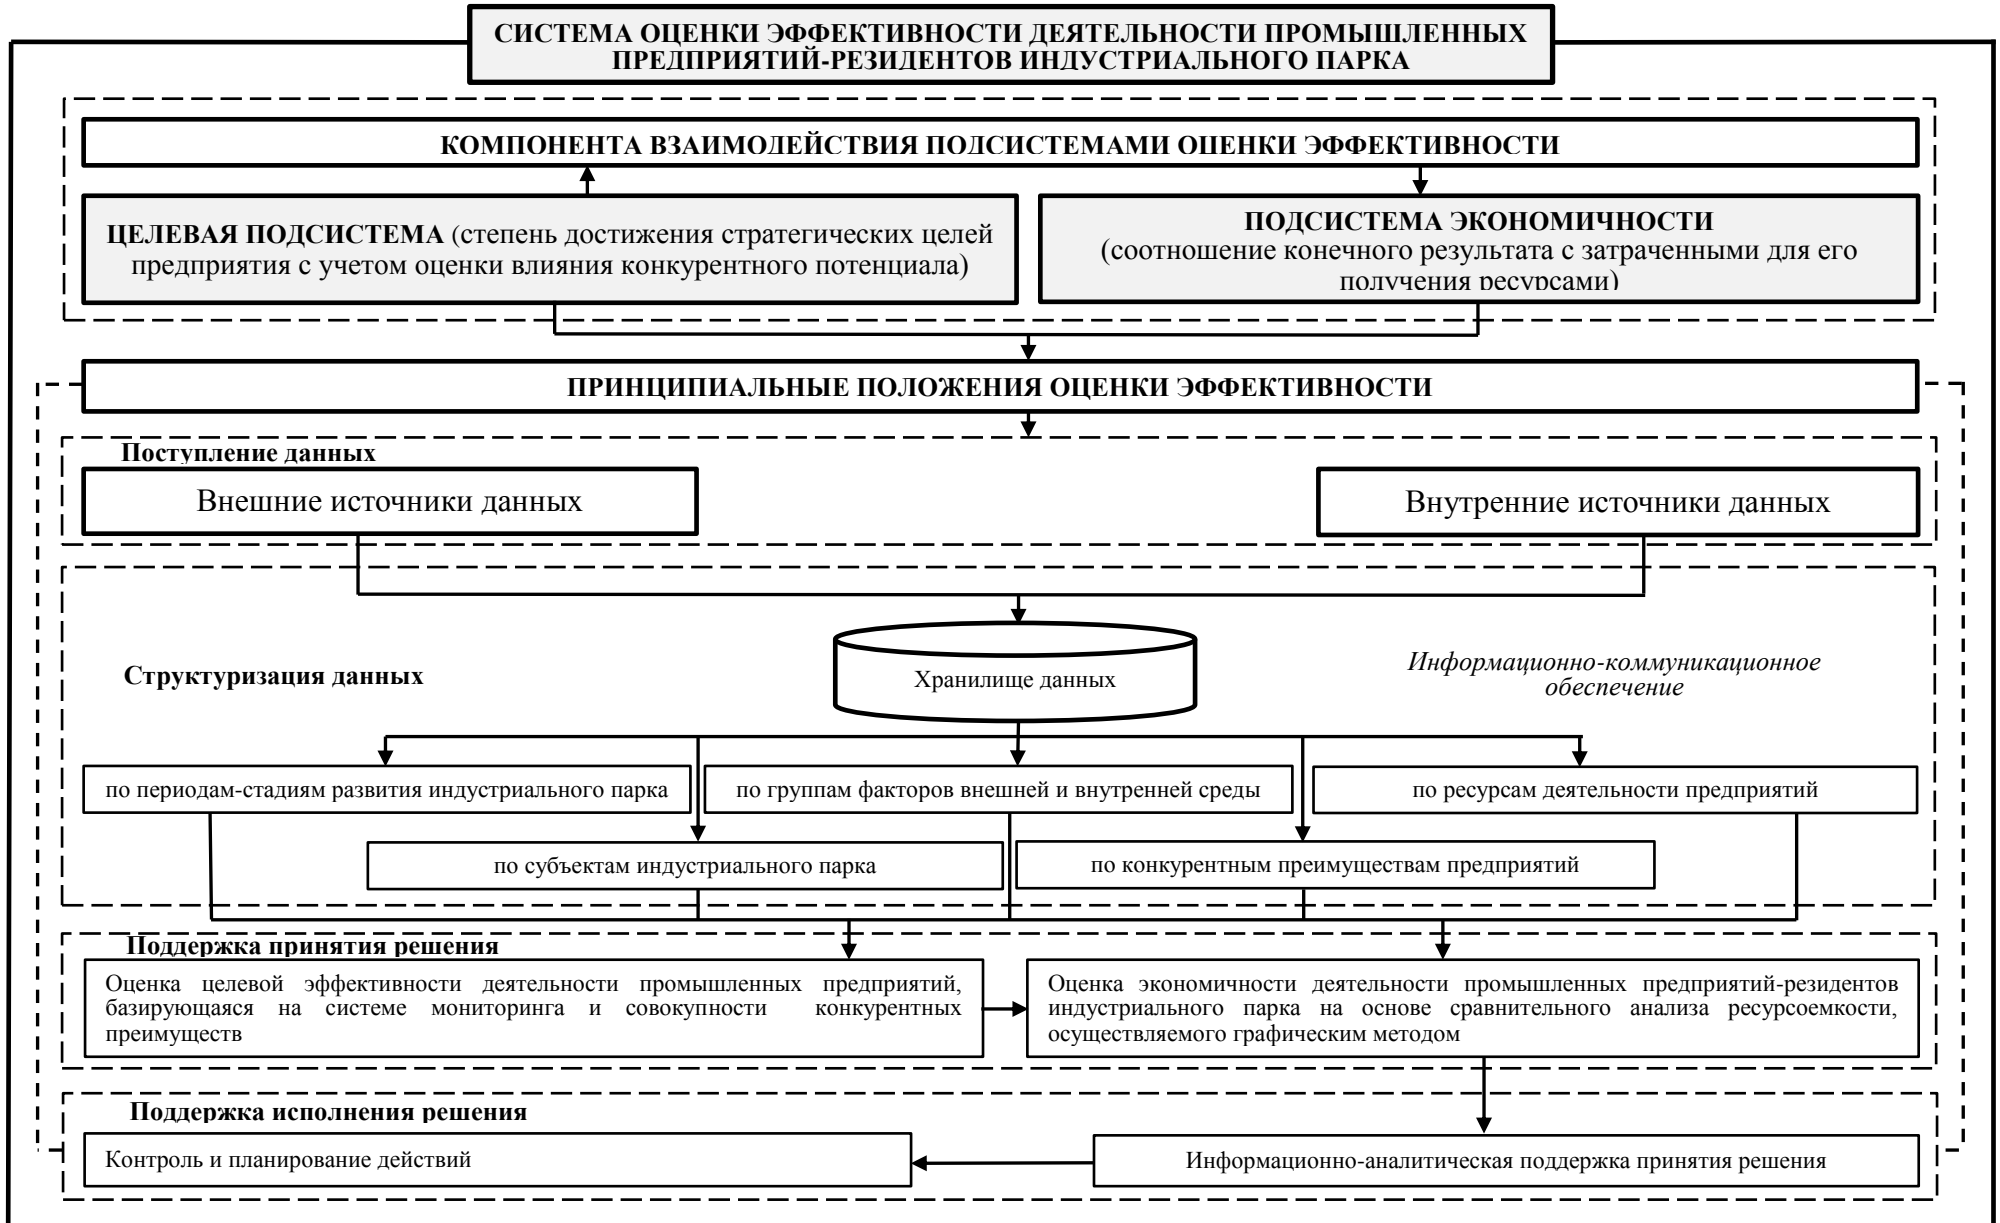 СИСТЕМА ОЦЕНКИ ЭФФЕКТИВНОСТИ ДЕЯТЕЛЬНОСТИ ПРОМЫШЛЕННЫХ
ПРЕДПРИЯТИЙ-РЕЗИДЕНТОВ ИНДУСТРИАЛЬНОГО ПАРКА
КОМПОНЕНТА ВЗАИМОДЕЙСТВИЯ ПОДСИСТЕМАМИ ОЦЕНКИ ЭФФЕКТИВНОСТИ
ЦЕЛЕВАЯ ПОДСИСТЕМА (степень достижения стратегических целей
предприятия с учетом оценки влияния конкурентного потенциала)
ПОДСИСТЕМА ЭКОНОМИЧНОСТИ
(соотношение конечного результата с затраченными для его
получения ресурсами)
ПРИНЦИПИАЛЬНЫЕ ПОЛОЖЕНИЯ ОЦЕНКИ ЭФФЕКТИВНОСТИ
Поступление данных
Внешние источники данных
Внутренние источники данных
Структуризация данных
Хранилище данных
Информационно-коммуникационное
обеспечение
по периодам-стадиям развития индустриального парка
по группам факторов внешней и внутренней среды
по ресурсам деятельности предприятий
по субъектам индустриального парка
по конкурентным преимуществам предприятий
Поддержка принятия решения
Оценка целевой эффективности деятельности промышленных предприятий,
базирующаяся на системе мониторинга и совокупности конкурентных
преимуществ
Оценка экономичности деятельности промышленных предприятий-резидентов
индустриального парка на основе сравнительного анализа ресурсоемкости,
осуществляемого графическим методом
Поддержка исполнения решения
Контроль и планирование действий
Информационно-аналитическая поддержка принятия решения